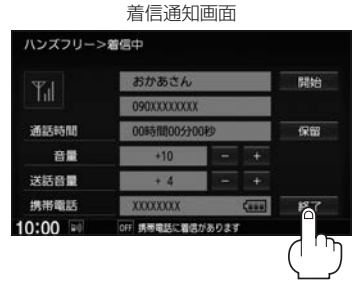 着信通知画面
ハンズフリー>着信中
おかあさん 開始
090XXXXXXX
通話時間 00時間00分00秒 保留
音量 +10 − +
送話音量 + 4 − +
携帯電話 XXXXXXXX 終了
10:00 OFF 携帯電話に着信があります